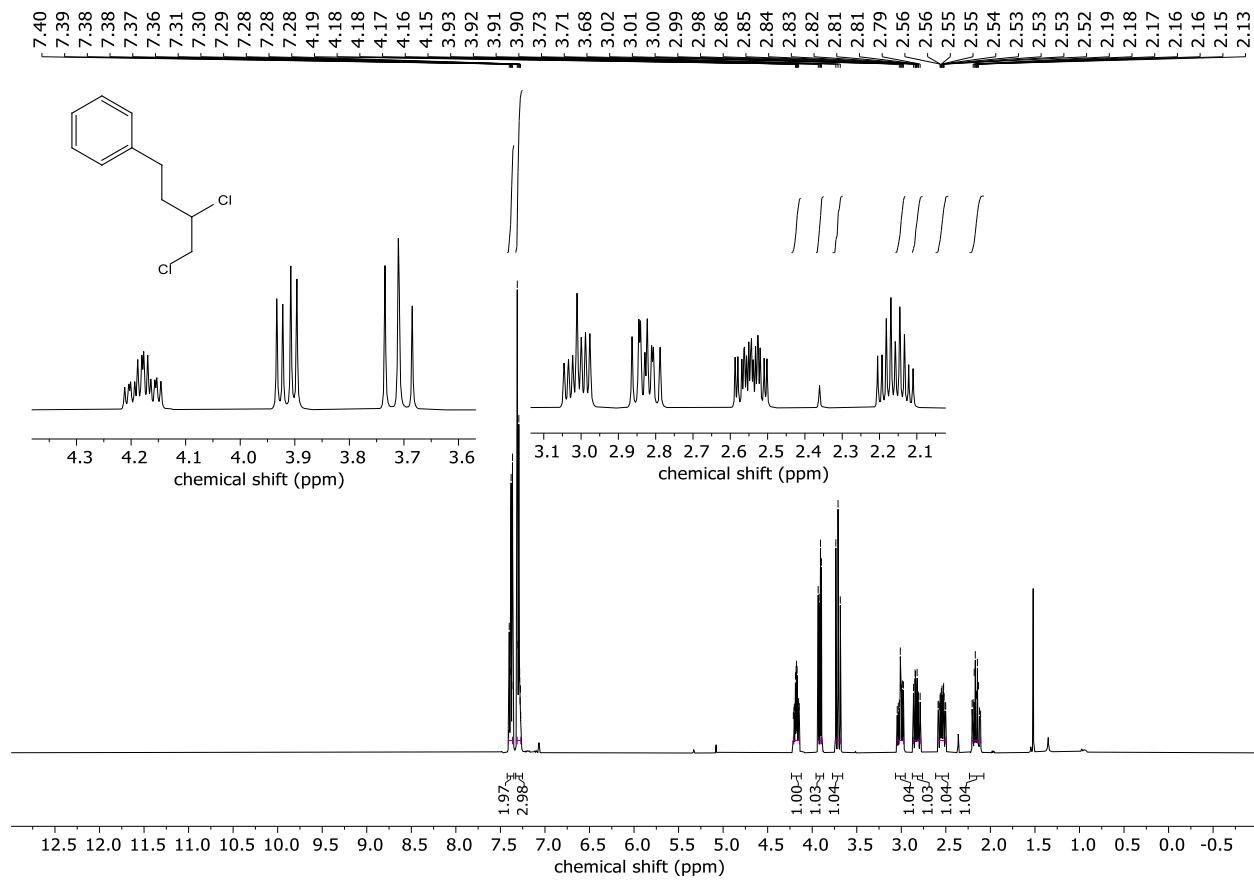 7.40 7.39 7.38 7.38 7.37 7.36 7.31 7.30 7.29 7.28 7.28 7.28 4.19 4.18 4.18 4.17 4.16 4.15 3.93 3.92 3.91 3.90 3.73 3.71 3.68 3.02 3.01 3.00 2.99 2.98 2.86 2.85 2.84 2.83 2.82 2.81 2.81 2.79 2.56 2.56 2.55 2.55 2.54 2.53 2.53 2.53 2.52 2.19 2.18 2.17 2.16 2.16 2.15 2.13
Cl
Cl
4.3 4.2 4.1 4.0 3.9 3.8 3.7 3.6
chemical shift (ppm)
3.1 3.0 2.9 2.8 2.7 2.6 2.5 2.4 2.3 2.2 2.1
chemical shift (ppm)
1.97 2.98 1.00 1.03 1.04 1.04 1.03 1.04 1.04
12.5 12.0 11.5 11.0 10.5 10.0 9.5 9.0 8.5 8.0 7.5 7.0 6.5 6.0 5.5 5.0 4.5 4.0 3.5 3.0 2.5 2.0 1.5 1.0 0.5 0.0 -0.5
chemical shift (ppm)